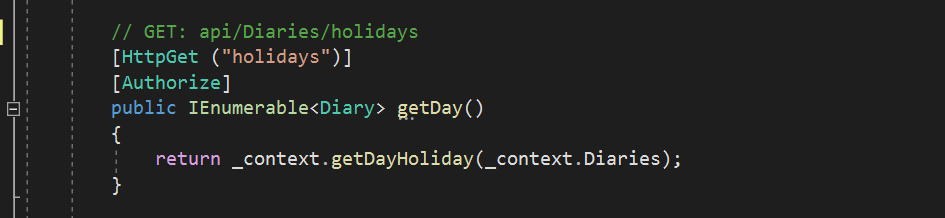 // GET: api/Diaries/holidays
[HttpGet ("holidays")]
[Authorize]
public IEnumerable<Diary> getDay()
{
return _context.getDayHoliday(_context.Diaries);
}